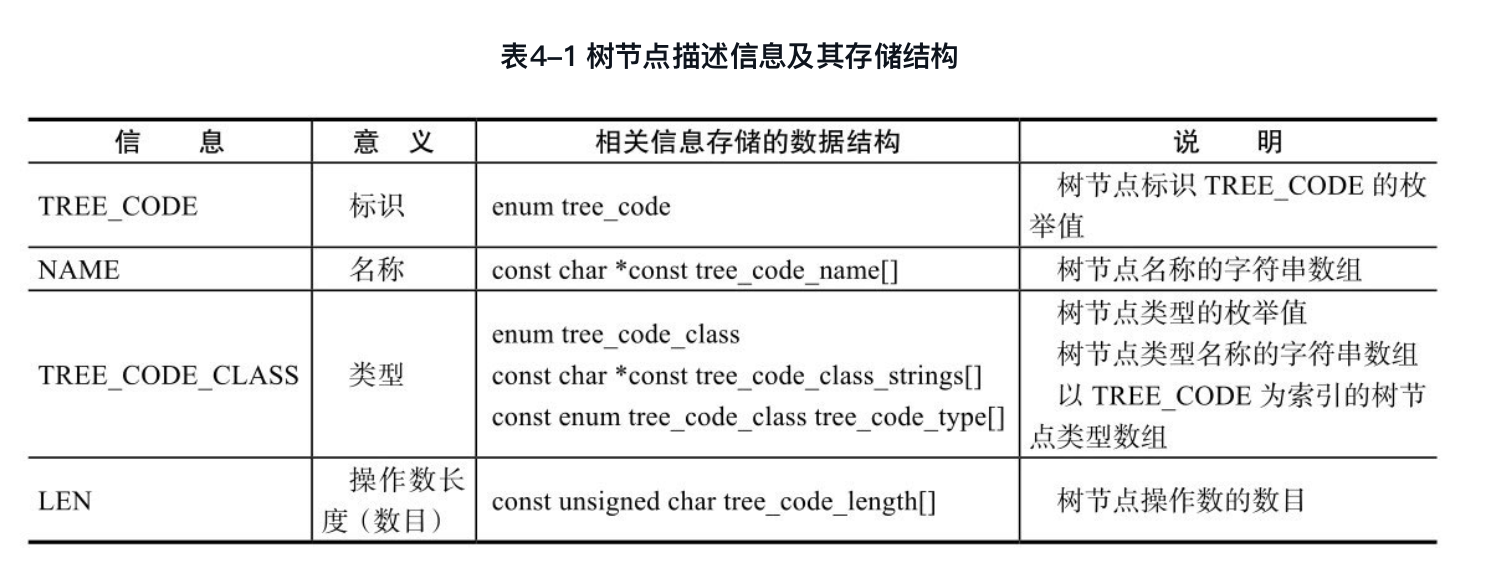 表4–1 树节点描述信息及其存储结构
信 息 意 义 相关信息存储的数据结构 说 明
TREE_CODE 标识 enum tree_code 树节点标识 TREE_CODE 的枚
举值
NAME 名称 const char *const tree_code_name[] 树节点名称的字符串数组
TREE_CODE_CLASS 类型
enum tree_code_class
const char *const tree_code_class_strings[]
const enum tree_code_class tree_code_type[]
树节点类型的枚举值
树节点类型名称的字符串数组
以 TREE_CODE 为索引的树节
点类型数组
LEN
操作数长
度（数目）
const unsigned char tree_code_length[] 树节点操作数的数目